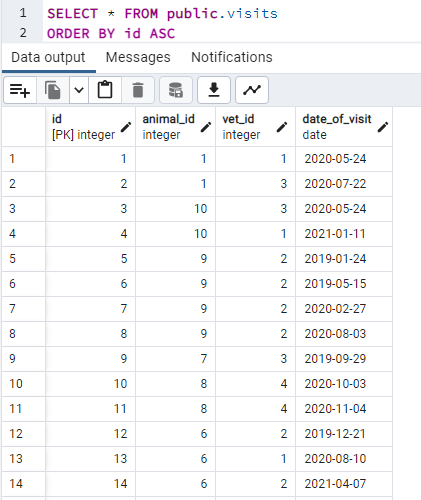 1 SELECT * FROM public.visits
2 ORDER BY id ASC
Data output Messages Notifications
id animal_id vet_id date_of_visit
[PK] integer integer integer date
1 1 1 1 2020-05-24
2 2 1 3 2020-07-22
3 3 10 3 2020-05-24
4 4 10 1 2021-01-11
5 5 9 2 2019-01-24
6 6 9 2 2019-05-15
7 7 9 2 2020-02-27
8 8 9 2 2020-08-03
9 9 7 3 2019-09-29
10 10 8 4 2020-10-03
11 11 8 4 2020-11-04
12 12 6 2 2019-12-21
13 13 6 1 2020-08-10
14 14 6 2 2021-04-07